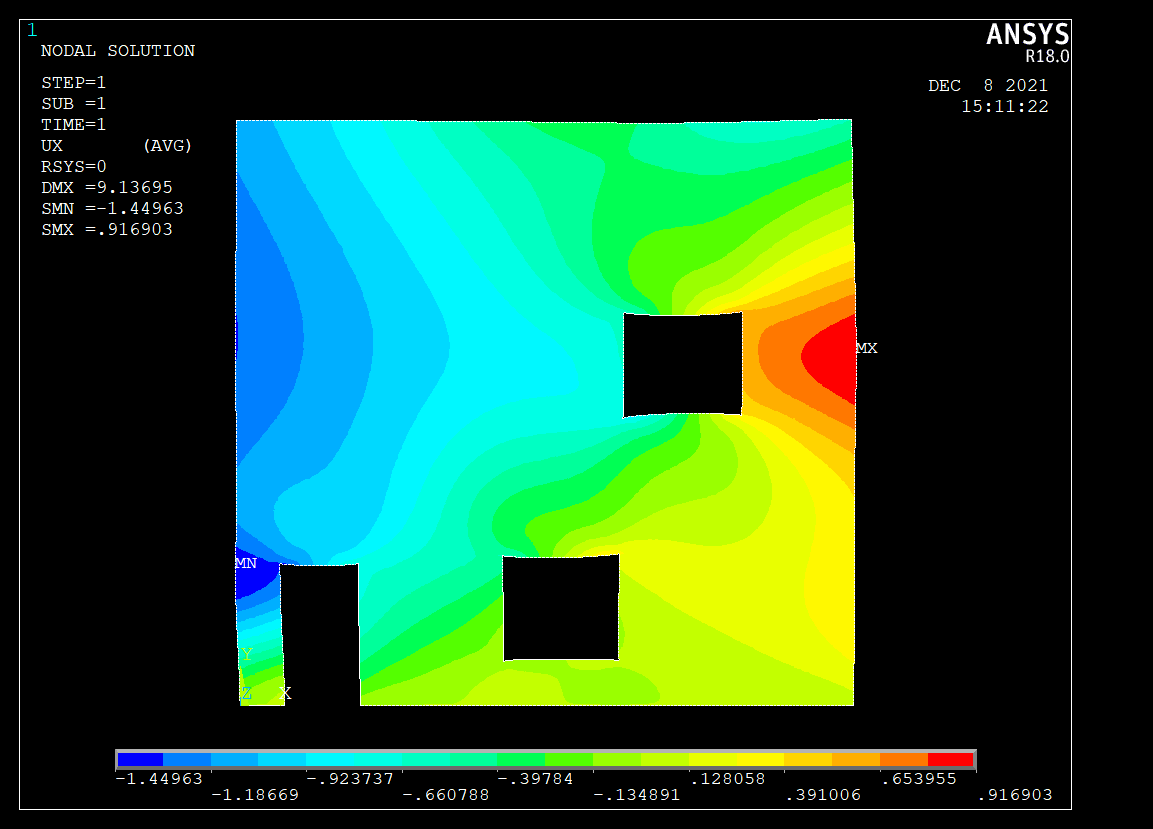 1
ANSYS
R18.0
NODAL SOLUTION
STEP=1
SUB =1
TIME=1
UX (AVG)
RSYS=0
DMX =9.13695
SMN =-1.44963
SMX =.916903
DEC 8 2021
15:11:22
MX
MN
Y
Z X
-1.44963 -.923737 -.39784 .128058 .653955
-1.18669 -.660788 -.134891 .391006 .916903